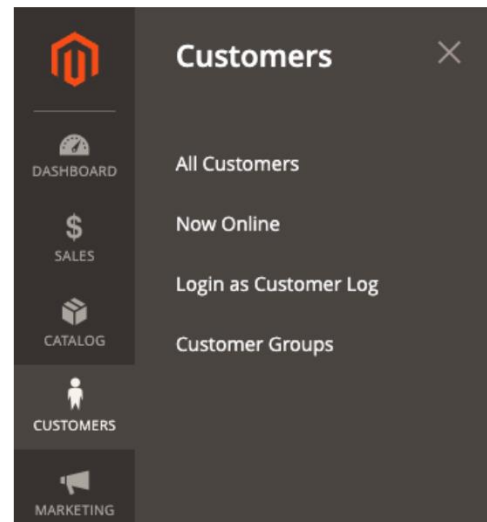 Customers
DASHBOARD
All Customers
SALES
Now Online
Login as Customer Log
CATALOG
Customer Groups
CUSTOMERS
MARKETING